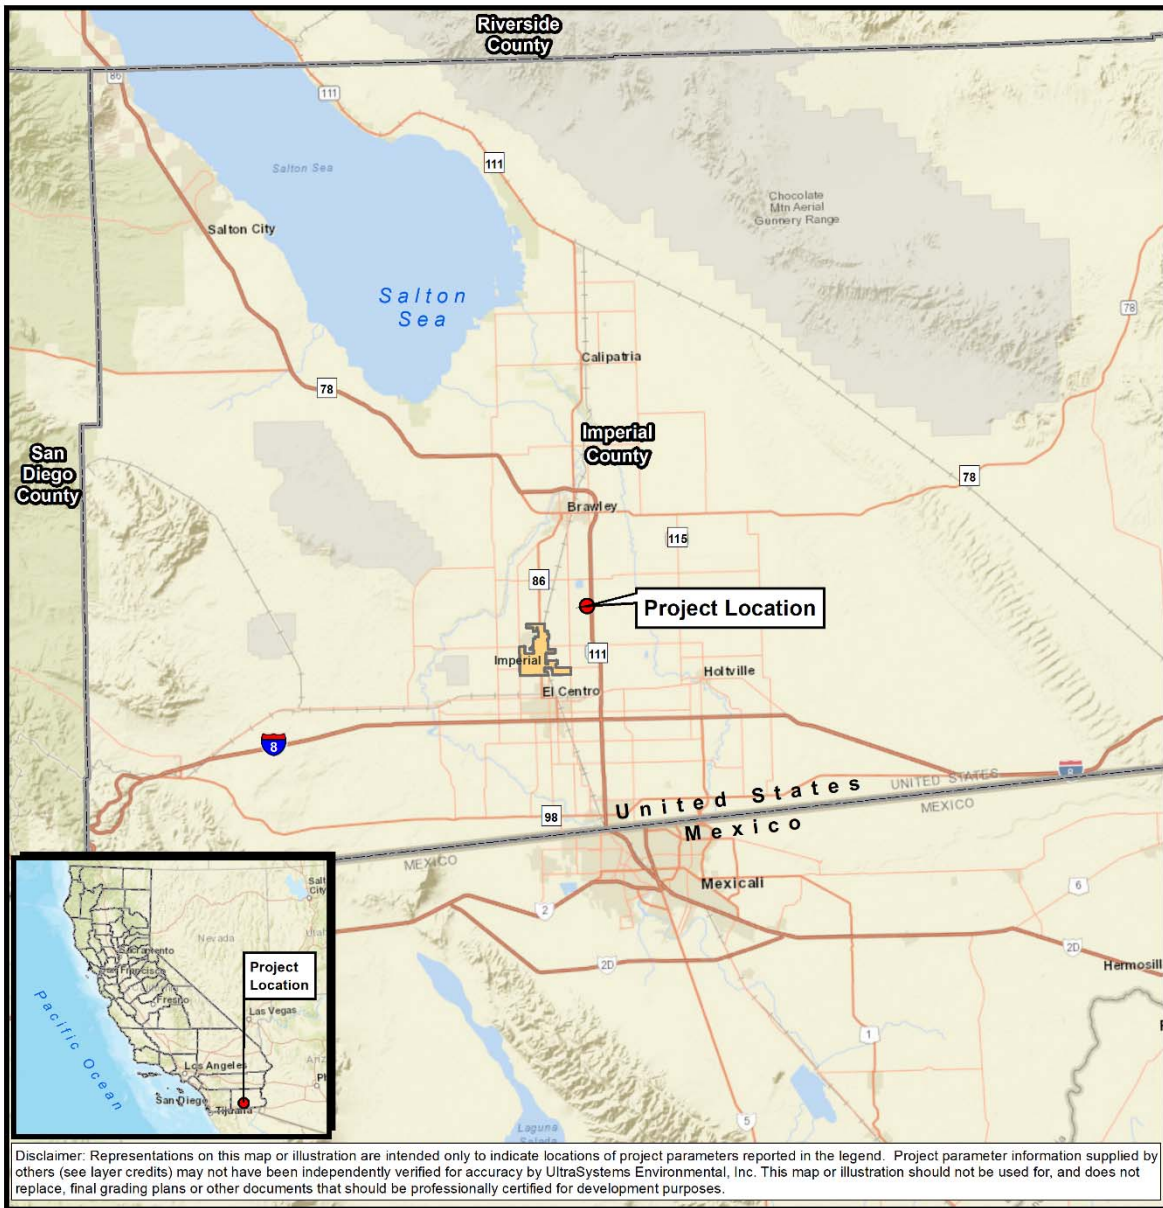 Riverside
County
86
111
Salton Sea
111
Chocolate
Mtn Aerial
Gennery Range
Salton City
Salton
Sea
78
Calipatria
78
San
Diego
County
Imperial
County
78
Brawley
115
86
Project Location
111
Imperial
Holtville
El Centro
8
8
United States
UNITED STATES
MEXICO
Mexico
98
MEXICO
Mexicali
6
2
2D
2D
Hermosill
1
5
Laguna
Salada
Salt
City
Nevada
Sacramento
San Francisco
Fresno
Project
Location
Las Vegas
Pacific Ocean
Los Angeles
San Diego
Tijuana
Disclaimer: Representations on this map or illustration are intended only to indicate locations of project parameters reported in the legend. Project parameter information supplied by
others (see layer credits) may not have been independently verified for accuracy by UltraSystems Environmental, Inc. This map or illustration should not be used for, and does not
replace, final grading plans or other documents that should be professionally certified for development purposes.